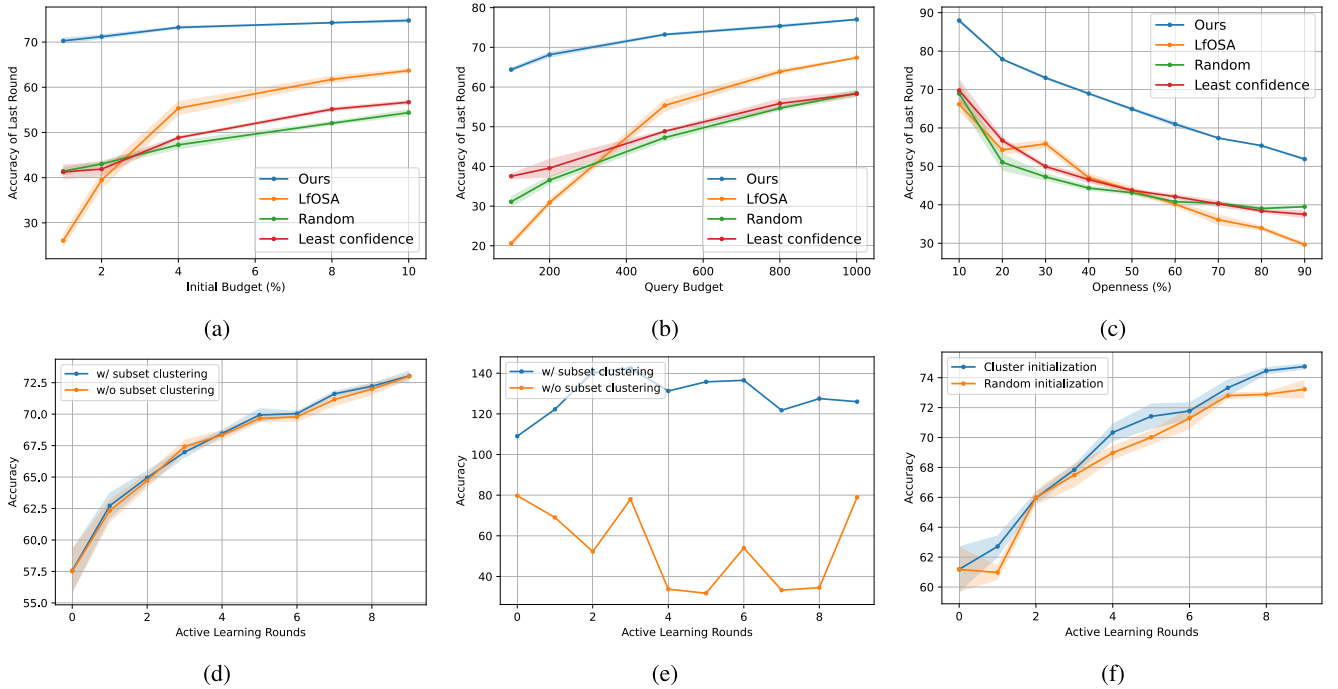 70
60
50
40
30
2
4
6
8
10
Accuracy of Last Round
Initial Budget (%)
Ours
LfOSA
Random
Least confidence
(a)
80
70
60
50
40
30
20
200
400
600
800
1000
Accuracy of Last Round
Query Budget
Ours
LfOSA
Random
Least confidence
(b)
90
80
70
60
50
40
30
10
20
30
40
50
60
70
80
90
Accuracy of Last Round
Openness (%)
Ours
LfOSA
Random
Least confidence
(c)
w/ subset clustering
w/o subset clustering
72.5
70.0
67.5
65.0
62.5
60.0
57.5
55.0
0
2
4
6
8
Accuracy
Active Learning Rounds
(d)
w/ subset clustering
w/o subset clustering
140
120
100
80
60
40
0
2
4
6
8
Accuracy
Active Learning Rounds
(e)
Cluster initialization
Random initialization
74
72
70
68
66
64
62
60
0
2
4
6
8
Accuracy
Active Learning Rounds
(f)